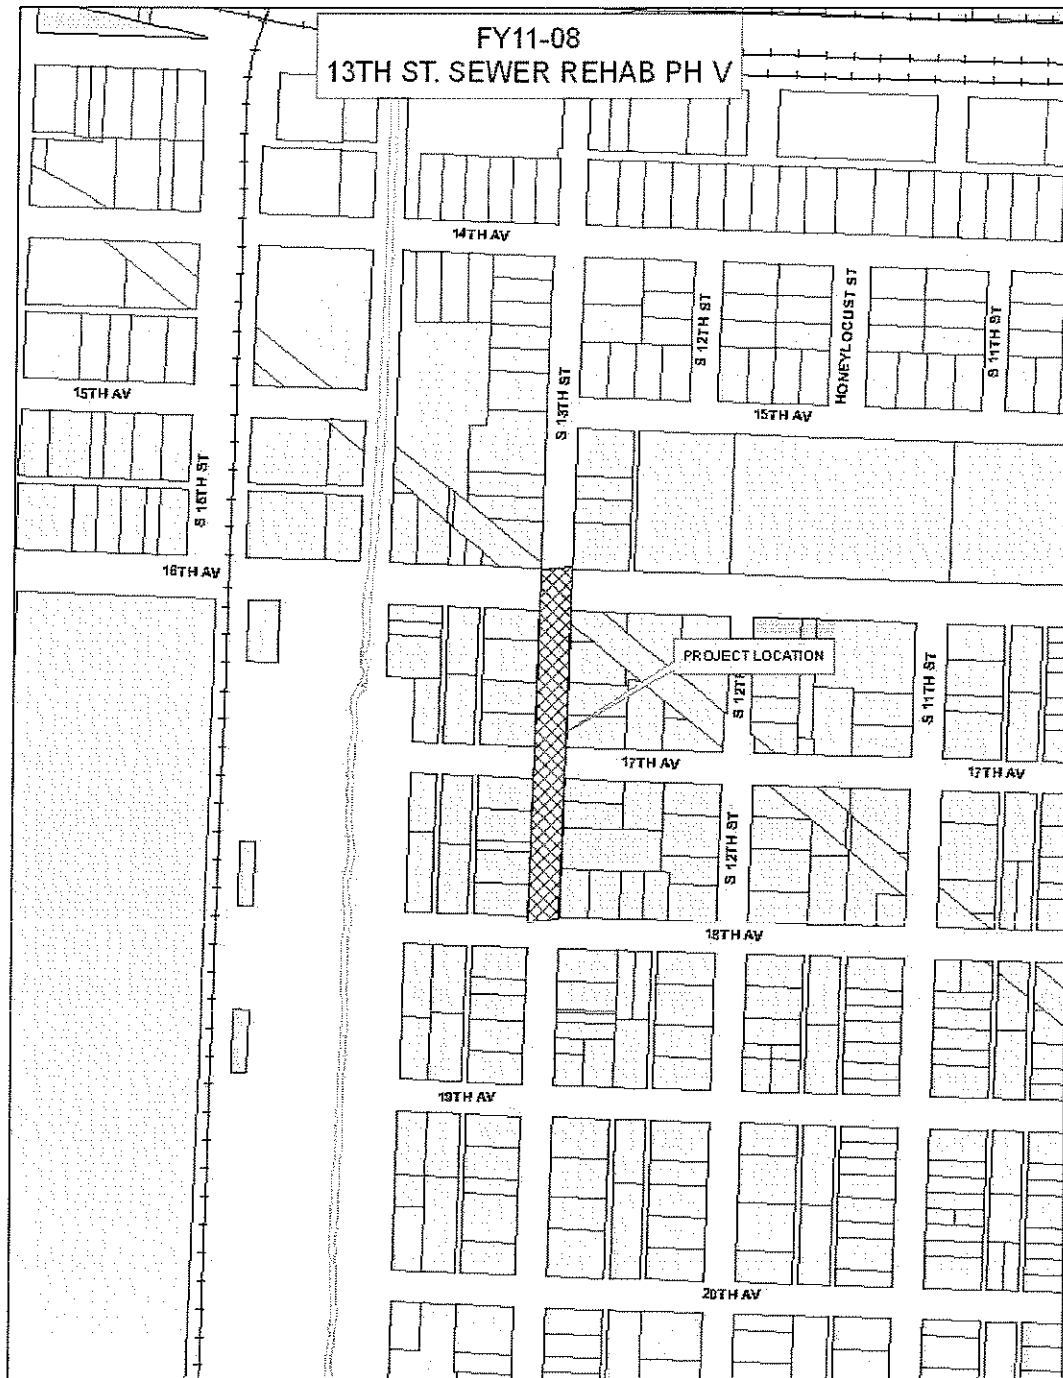 FY11-08
13TH ST. SEWER REHAB PH V
14TH AV
S 12TH ST
HONEYLOCUST ST
S 11TH ST
S 13TH ST
15TH AV
15TH AV
S 15TH ST
16TH AV
PROJECT LOCATION
S 12TH
S 11TH ST
17TH AV
17TH AV
S 12TH ST
18TH AV
19TH AV
20TH AV